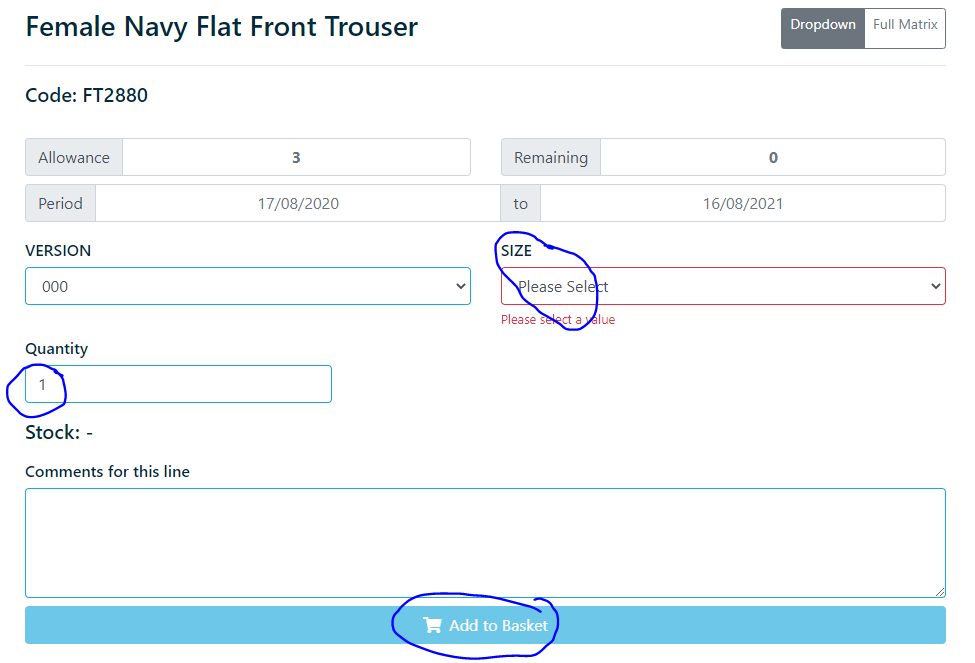 Female Navy Flat Front Trouser
Dropdown Full Matrix
Code: FT2880
Allowance 3 Remaining 0
Period 17/08/2020 to 16/08/2021
VERSION SIZE
000 Please Select
Please select a value
Quantity
1
Stock: -
Comments for this line
Add to Basket